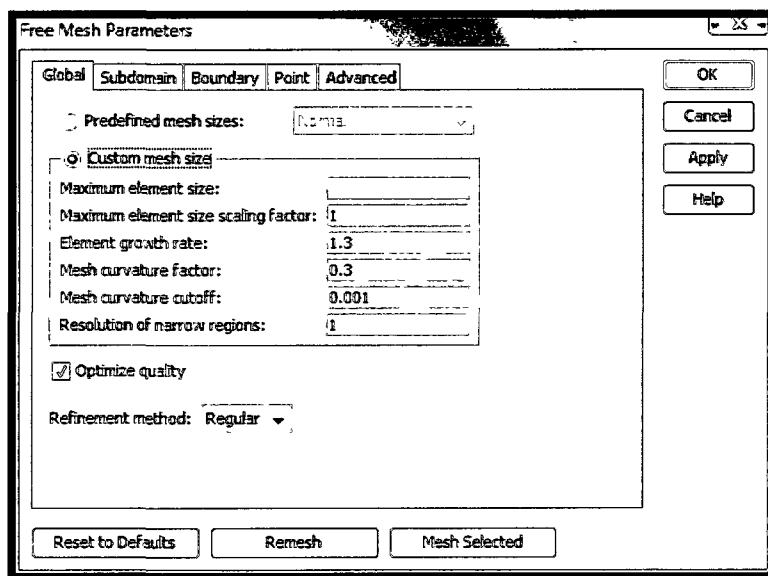 Free Mesh Parameters
Global Subdomain Boundary Point Advanced
OK
Cancel
Apply
Help
Predefined mesh sizes: Normal
Custom mesh size
Maximum element size:
Maximum element size scaling factor: 1
Element growth rate: 1.3
Mesh curvature factor: 0.3
Mesh curvature cutoff: 0.001
Resolution of narrow regions: 1
Optimize quality
Refinement method: Regular
Reset to Defaults Remesh Mesh Selected